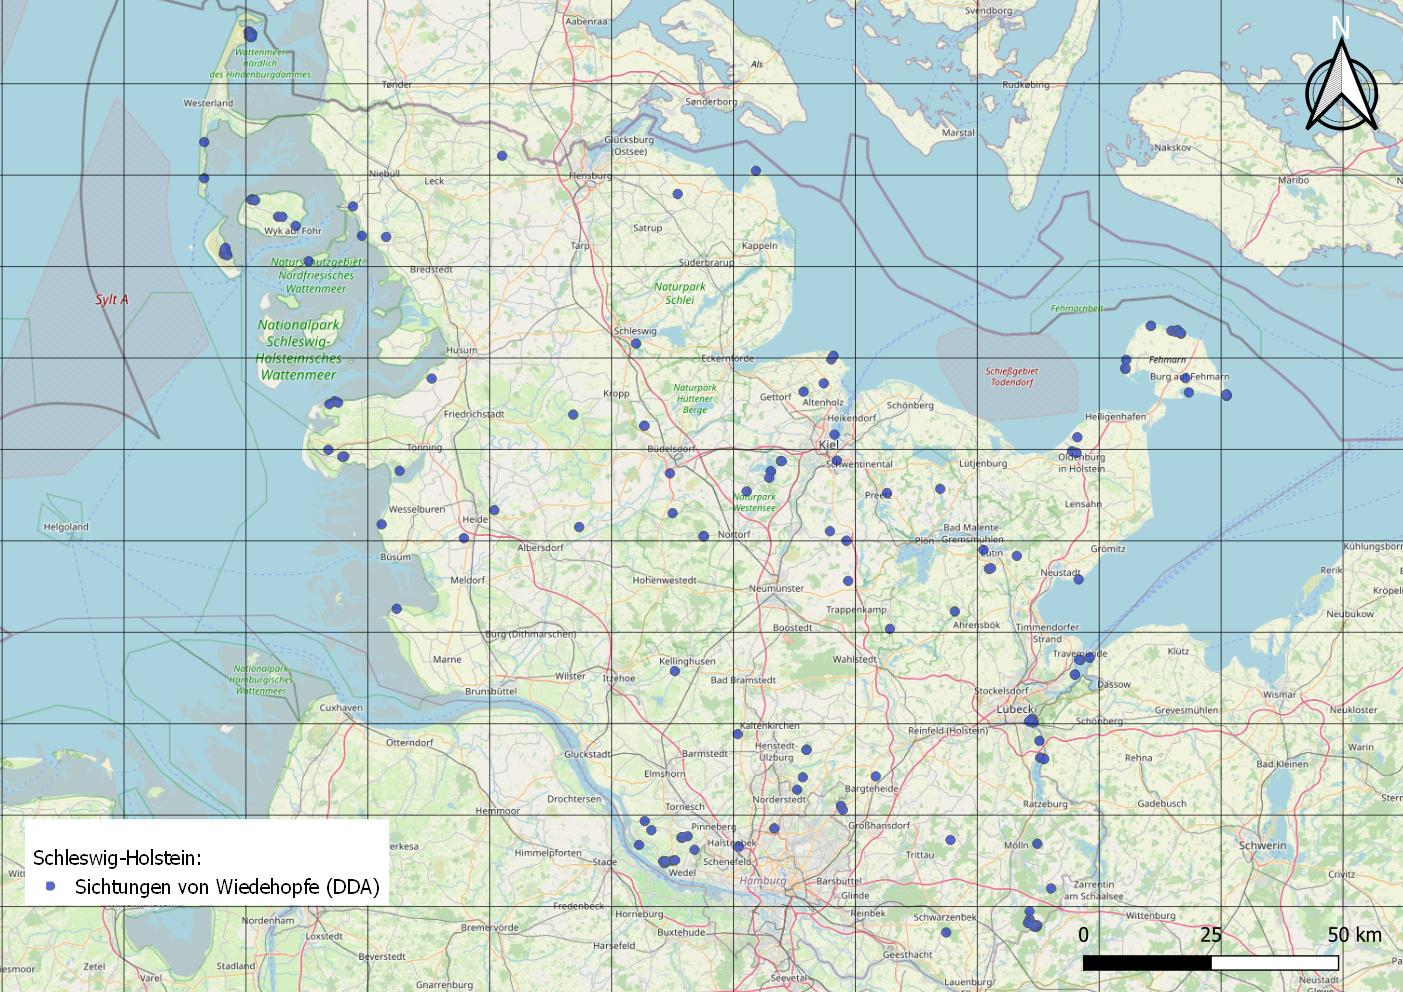 Svendborg
Aabenraa
N
Wattenmeer
nördlich
des Hindenburgdammes
Als
Tønder
Rudkøbing
Westerland
Sønderborg
Marstal
Glücksburg
(Ostsee)
Nakskov
Niebüll
Leck
Flensburg
Maribo
Wyk auf Föhr
Satrup
Tarp
Kappeln
Süderbrarup
Naturschutzgebiet
Nordfriesisches
Wattenmeer
Bredstedt
Naturpark
Schlei
Sylt A
Fehmarnbelt
Nationalpark
Schleswig-
Holsteinisches
Wattenmeer
Schleswig
Husum
Eckernförde
Fehmarn
Schießgebiet
Todendorf
Burg auf Fehmarn
Kropp
Naturpark
Hüttener
Berge
Gettorf
Altenholz
Schönberg
Friedrichstadt
Heikendorf
Heiligenhafen
Tönning
Büdelsdorf
Kiel
Schwentinental
Lütjenburg
Oldenburg
in Holstein
Preetz
Naturpark
Westensee
Lensahn
Wesselburen
Heide
Helgoland
Bad Malente-
Gremsmühlen
Nortorf
Plön
Albersdorf
Eutin
Grömitz
Kühlungsborn
Büsum
Meldorf
Hohenwestedt
Neumünster
Neustadt
Rerik
Kröpelin
Trappenkamp
Neubukow
Burg (Dithmarschen)
Boostedt
Ahrensbök
Timmendorfer
Strand
Marne
Kellinghusen
Wahlstedt
Travemünde
Klütz
Nationalpark
Hamburgisches
Wattenmeer
Wilster
Itzehoe
Bad Bramstedt
Dassow
Brunsbüttel
Stockelsdorf
Wismar
Cuxhaven
Lübeck
Grevesmühlen
Neukloster
Kaltenkirchen
Reinfeld (Holstein)
Schönberg
Otterndorf
Glückstadt
Barmstedt
Henstedt-
Ulzburg
Warin
Rehna
Bad Kleinen
Elmshorn
Bargteheide
Drochtersen
Norderstedt
Tornesch
Ratzeburg
Gadebusch
Hemmoor
Pinneberg
Großhansdorf
Halstenbek
Himmelpforten
Stade
Schenefeld
Trittau
Mölln
Schwerin
Wedel
Hamburg
Barsbüttel
Crivitz
Zarrentin
am Schaalsee
Glinde
Fredenbeck
Horneburg
Reinbek
Schwarzenbek
Wittenburg
Nordenham
Bremervörde
Buxtehude
Loxstedt
Harsefeld
Geesthacht
Beverstedt
Zetel
Stadland
Varel
Gnarrenburg
Seevetal
Lauenburg/
Neustadt-
Schleswig-Holstein:
Sichtungen von Wiedehopfe (DDA)
0 25 50 km